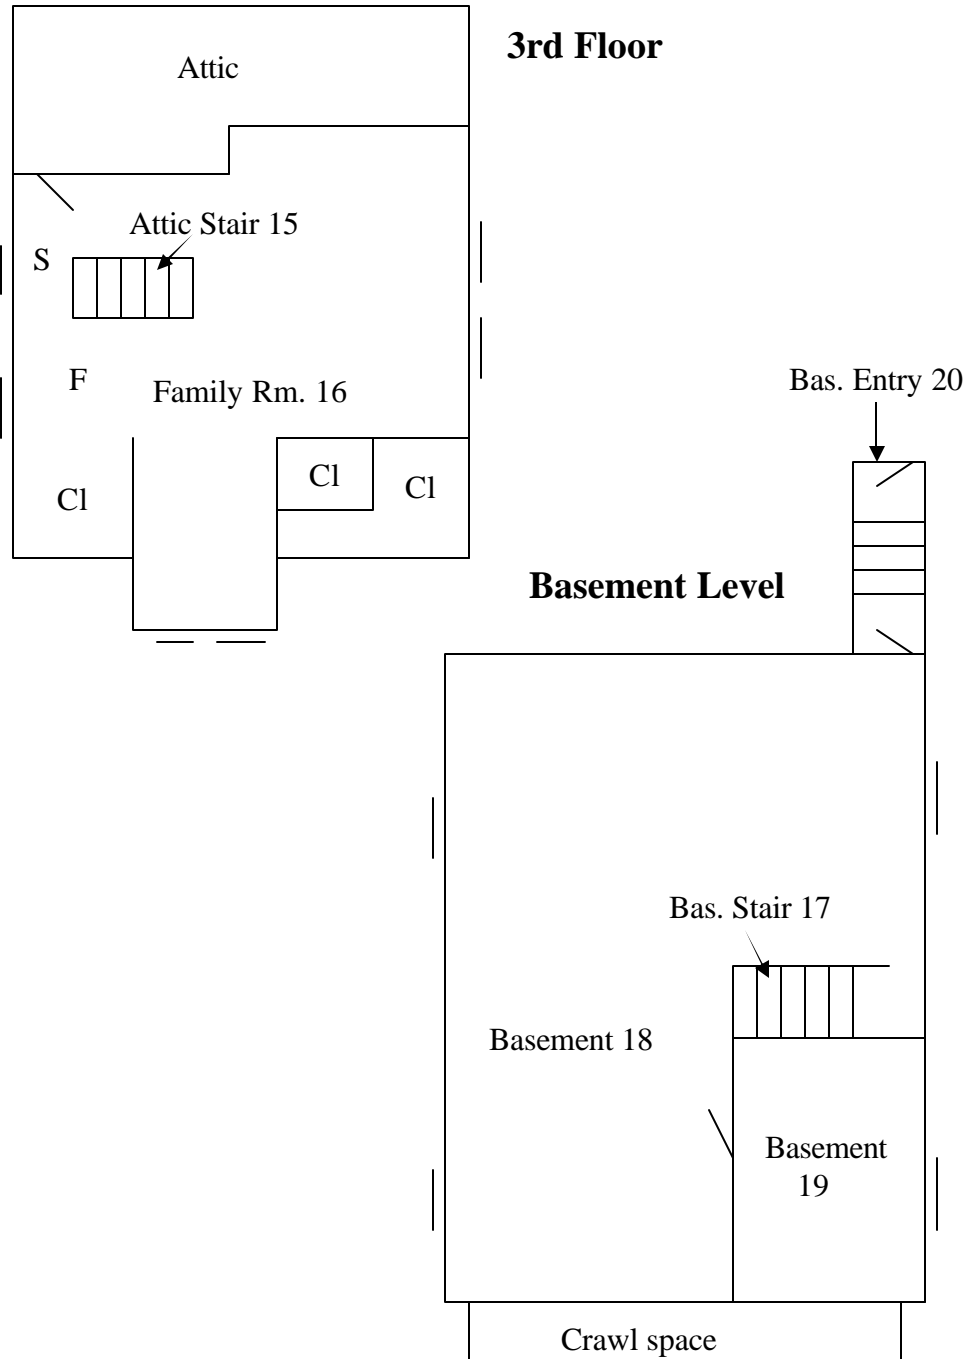 3rd Floor
Attic
Attic Stair 15
S
F
Family Rm. 16
Cl
Cl
Cl
Bas. Entry 20
Basement Level
Bas. Stair 17
Basement 18
Basement
19
Crawl space